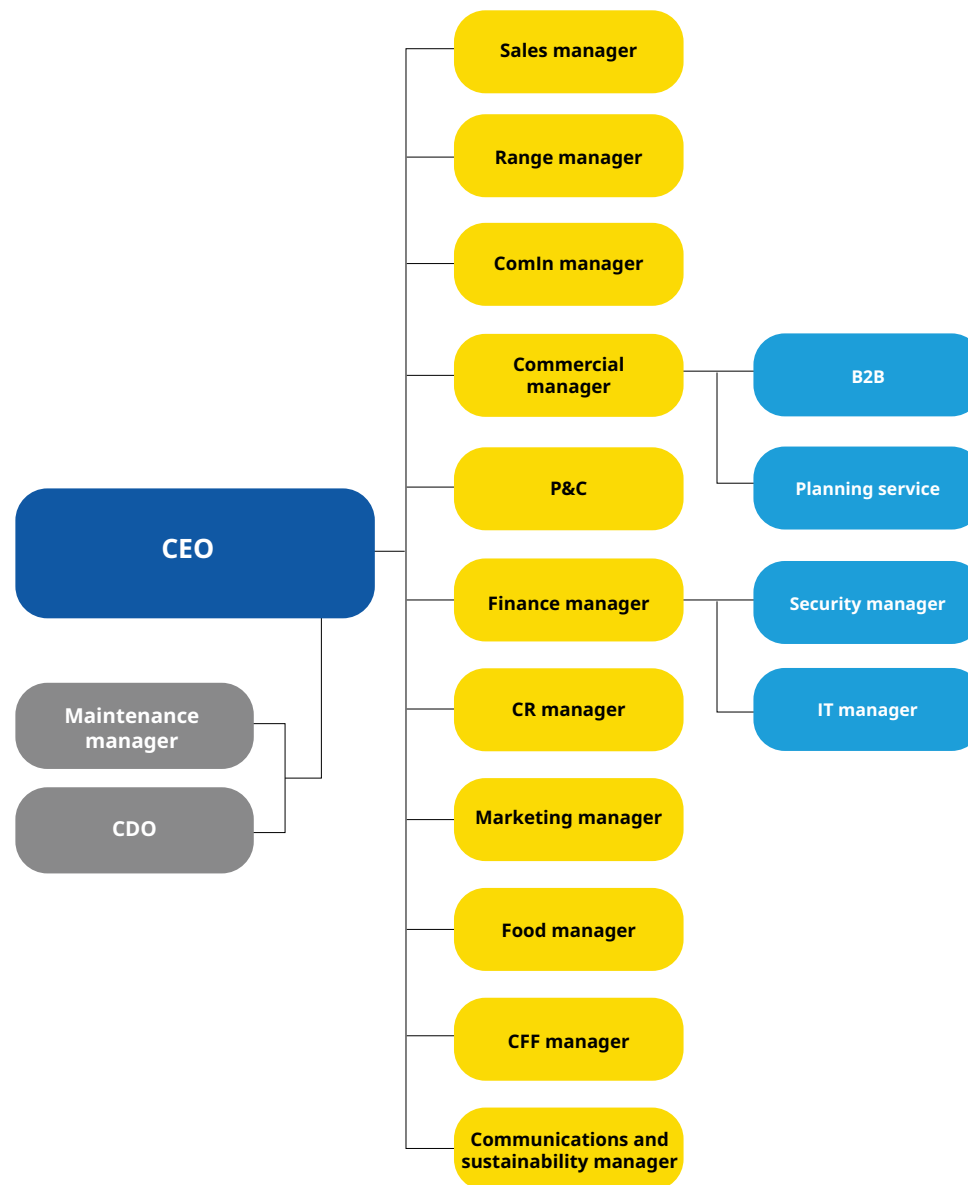 Sales manager
Range manager
ComIn manager
Commercial
manager
B2B
Planning service
P&C
CEO
Finance manager
Security manager
IT manager
CR manager
Maintenance
manager
CDO
Marketing manager
Food manager
CFF manager
Communications and
sustainability manager